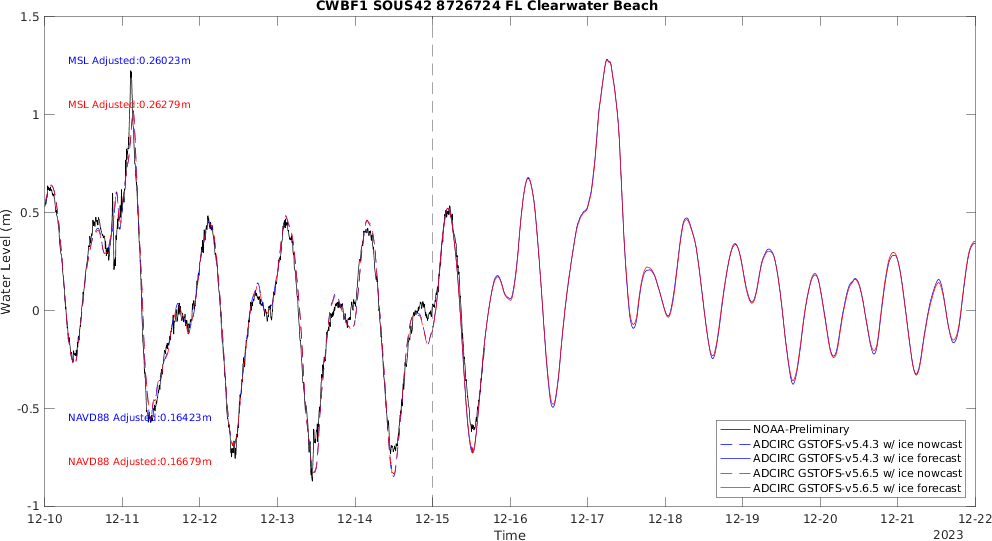 CWBF1 SOUS42 8726724 FL Clearwater Beach
1.5
1
0.5
0
-0.5
-1
Water Level (m)
MSL Adjusted:0.26023m
MSL Adjusted:0.26279m
NAVD88 Adjusted:0.16423m
NAVD88 Adjusted:0.16679m
NOAA-Preliminary
ADCIRC GSTOFS-v5.4.3 w/ ice nowcast
ADCIRC GSTOFS-v5.4.3 w/ ice forecast
ADCIRC GSTOFS-v5.6.5 w/ ice nowcast
ADCIRC GSTOFS-v5.6.5 w/ ice forecast
12-10 12-11 12-12 12-13 12-14 12-15 12-16 12-17 12-18 12-19 12-20 12-21 12-22
Time
2023